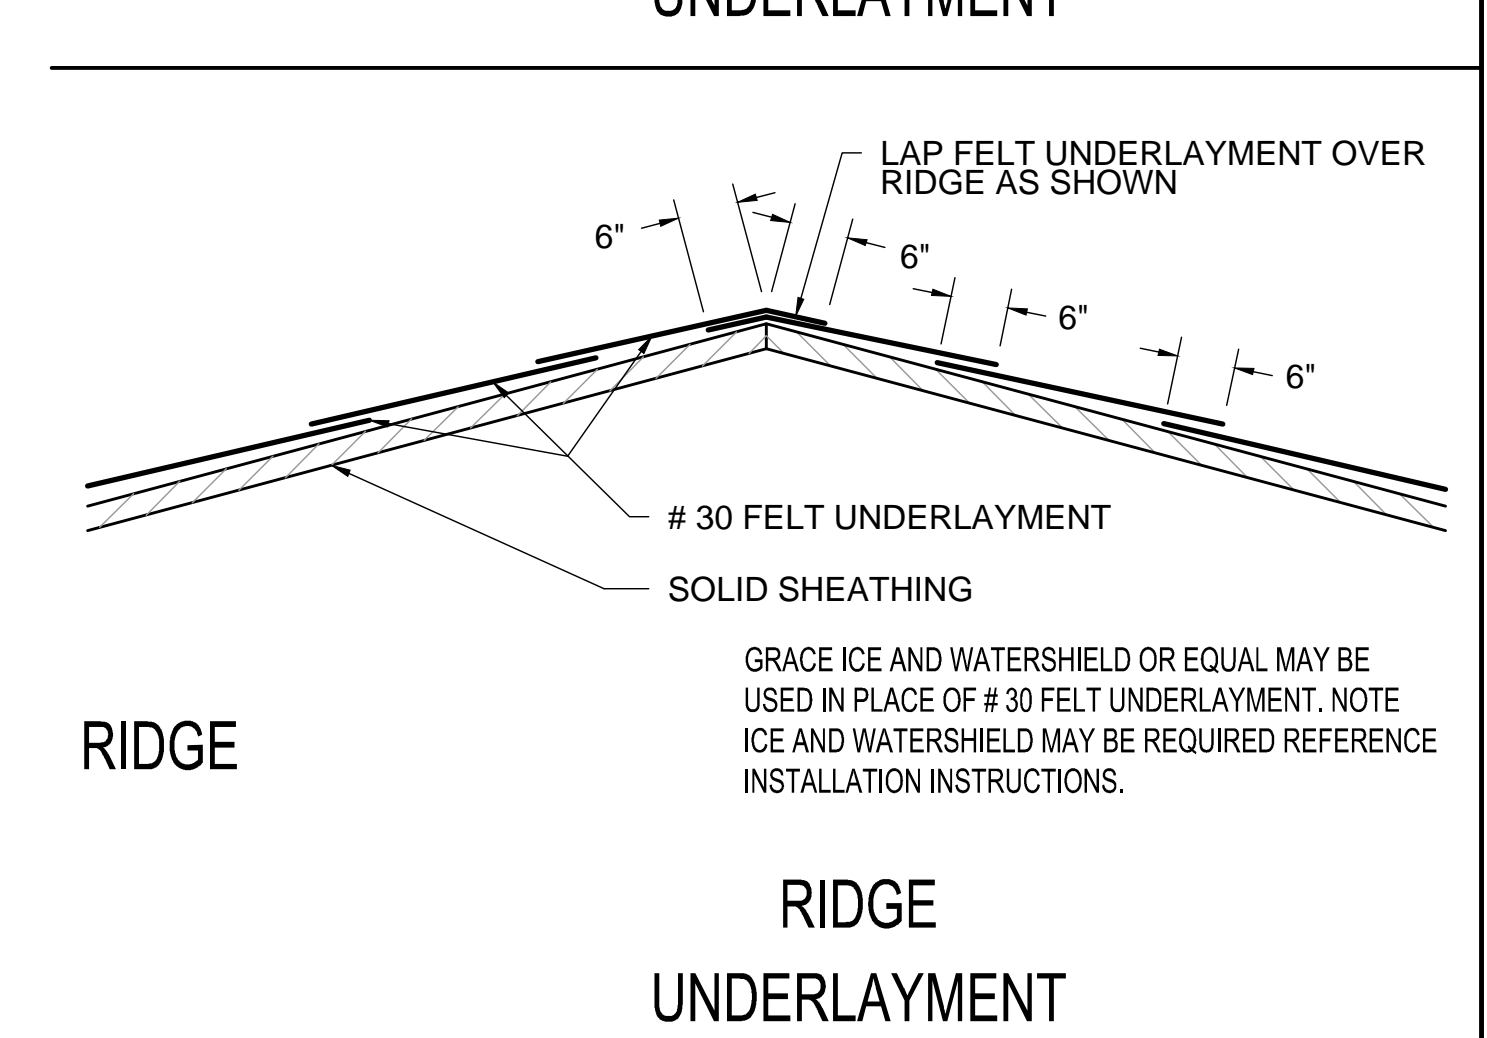 UNDERLAYMENT
LAP FELT UNDERLAYMENT OVER
RIDGE AS SHOWN
6"
6"
6"
6"
# 30 FELT UNDERLAYMENT
SOLID SHEATHING
GRACE ICE AND WATERSHIELD OR EQUAL MAY BE
USED IN PLACE OF # 30 FELT UNDERLAYMENT. NOTE
ICE AND WATERSHIELD MAY BE REQUIRED REFERENCE
INSTALLATION INSTRUCTIONS.
RIDGE
RIDGE
UNDERLAYMENT